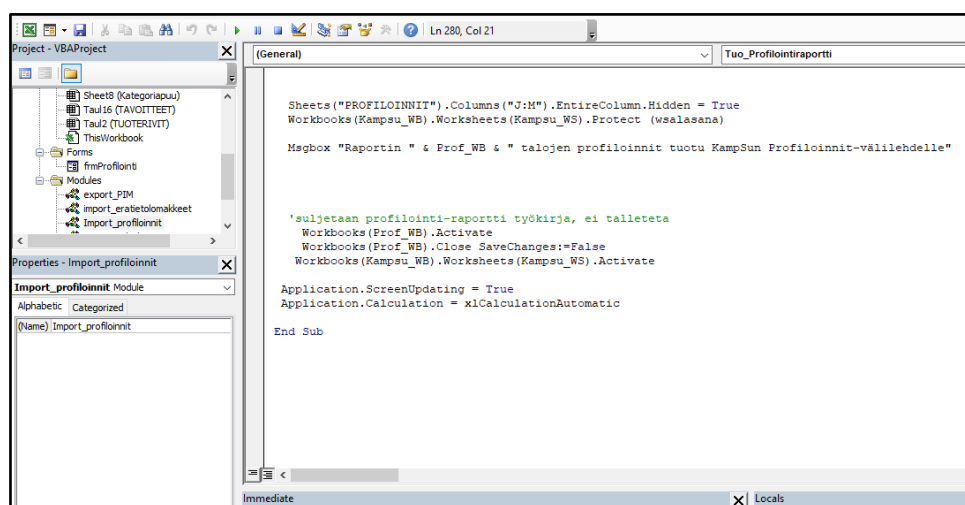 Ln 280, Col 21
Project - VBAProject
Sheet8 (Kategoriapuu)
Taul16 (TAVOITTEET)
Taul2 (TUOTERIVIT)
ThisWorkbook
Forms
frmProfilointi
Modules
export_PIM
import_eratietolomakkeet
Import_profiloinnit
Properties - Import_profiloinnit
Import_profiloinnit Module
Alphabetic Categorized
(Name) Import_profiloinnit
(General) Tuo_Profilointiraportti
Sheets("PROFILOINNIT").Columns("J:M").EntireColumn.Hidden = True
Workbooks(Kampsu_WB).Worksheets(Kampsu_WS).Protect (wsalasana)
Msgbox "Raportin " & Prof_WB & " talojen profiloinnit tuotu KampSun Profiloinnit-välilehdelle"
'suljetaan profilointi-raportti työkirja, ei talleteta
Workbooks(Prof_WB).Activate
Workbooks(Prof_WB).Close SaveChanges:=False
Workbooks(Kampsu_WB).Worksheets(Kampsu_WS).Activate
Application.ScreenUpdating = True
Application.Calculation = xlCalculationAutomatic
End Sub
Immediate
Locals